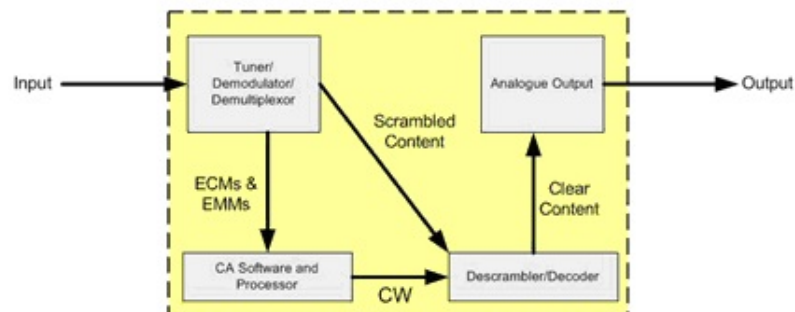 Input
Tuner/
Demodulator/
Demultiplexor
Analogue Output
Output
Scrambled
Content
ECMs &
EMMs
Clear
Content
CA Software and
Processor
CW
Descrambler/Decoder